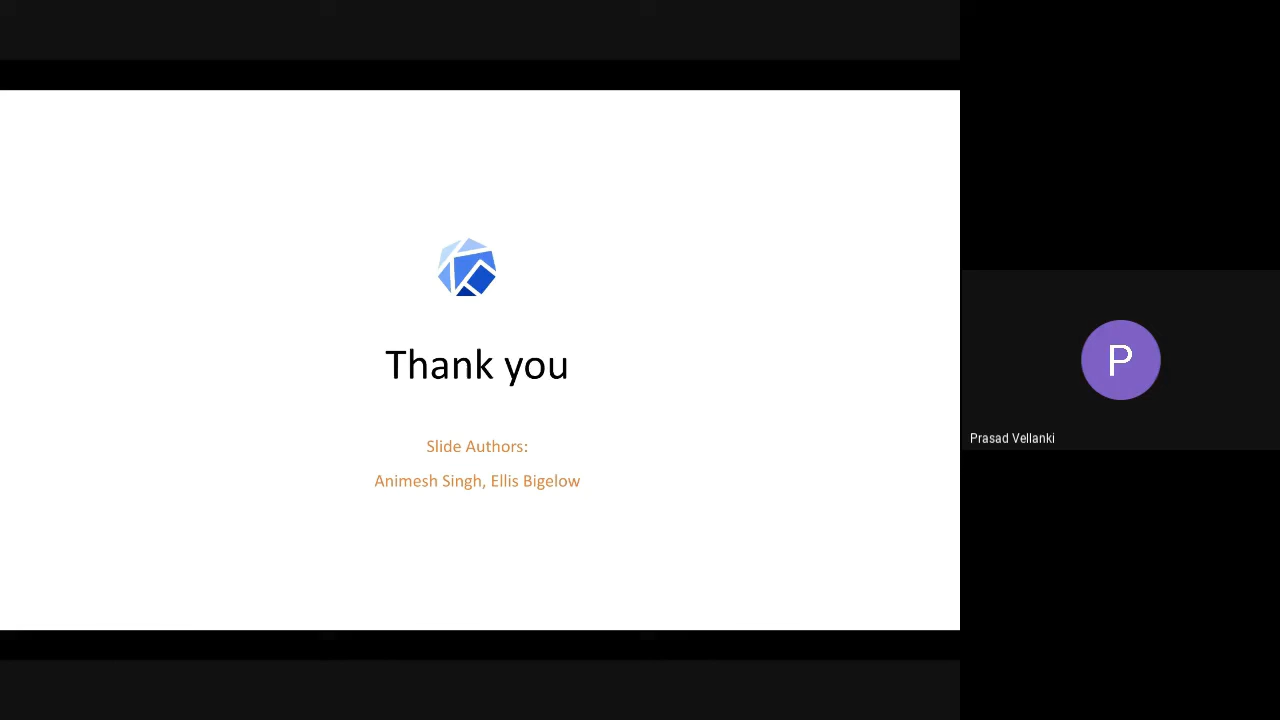 Thank you
Slide Authors:
Animesh Singh, Ellis Bigelow
P
Prasad Vellanki